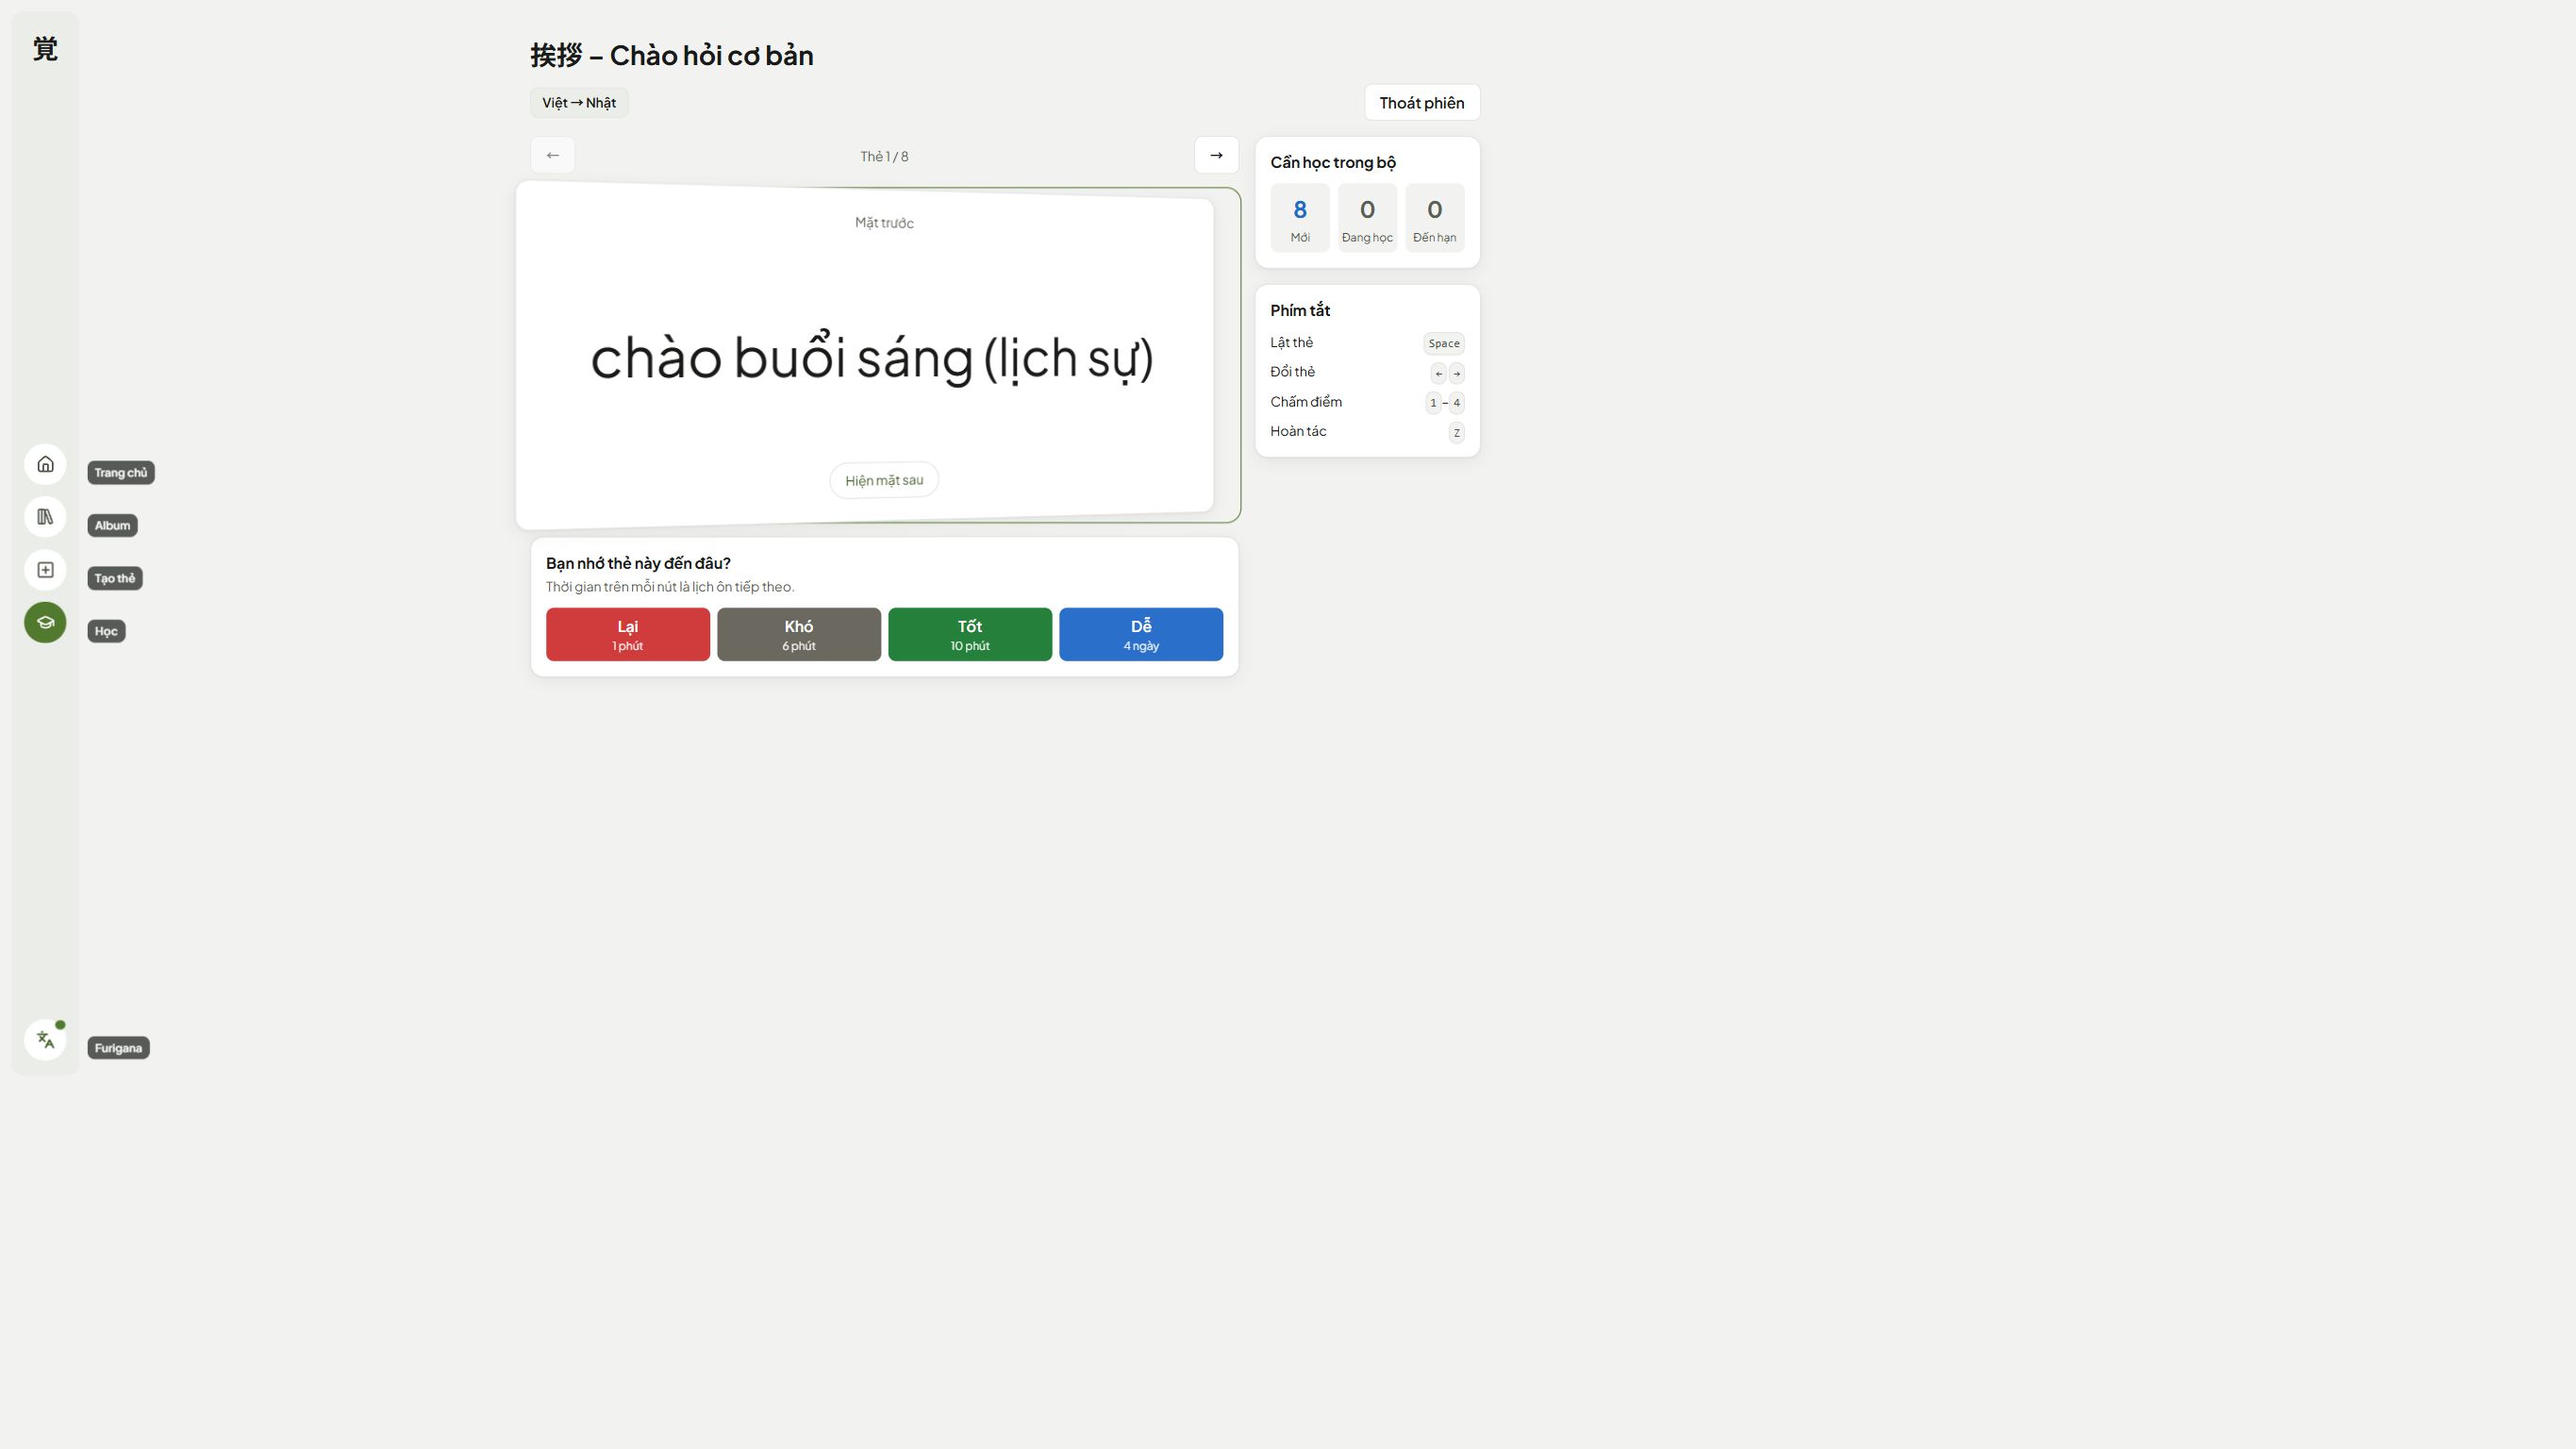 覚
挨拶 – Chào hỏi cơ bản
Việt → Nhật
Thoát phiên
←
Thẻ 1 / 8
→
Mặt trước
chào buổi sáng (lịch sự)
Hiện mặt sau
Bạn nhớ thẻ này đến đâu?
Thời gian trên mỗi nút là lịch ôn tiếp theo.
Lại
1 phút
Khó
6 phút
Tốt
10 phút
Dễ
4 ngày
Cần học trong bộ
8
Mới
0
Đang học
0
Đến hạn
Phím tắt
Lật thẻ Space
Đổi thẻ ← →
Chấm điểm 1 – 4
Hoàn tác Z
Trang chủ
Album
Tạo thẻ
Học
Furigana